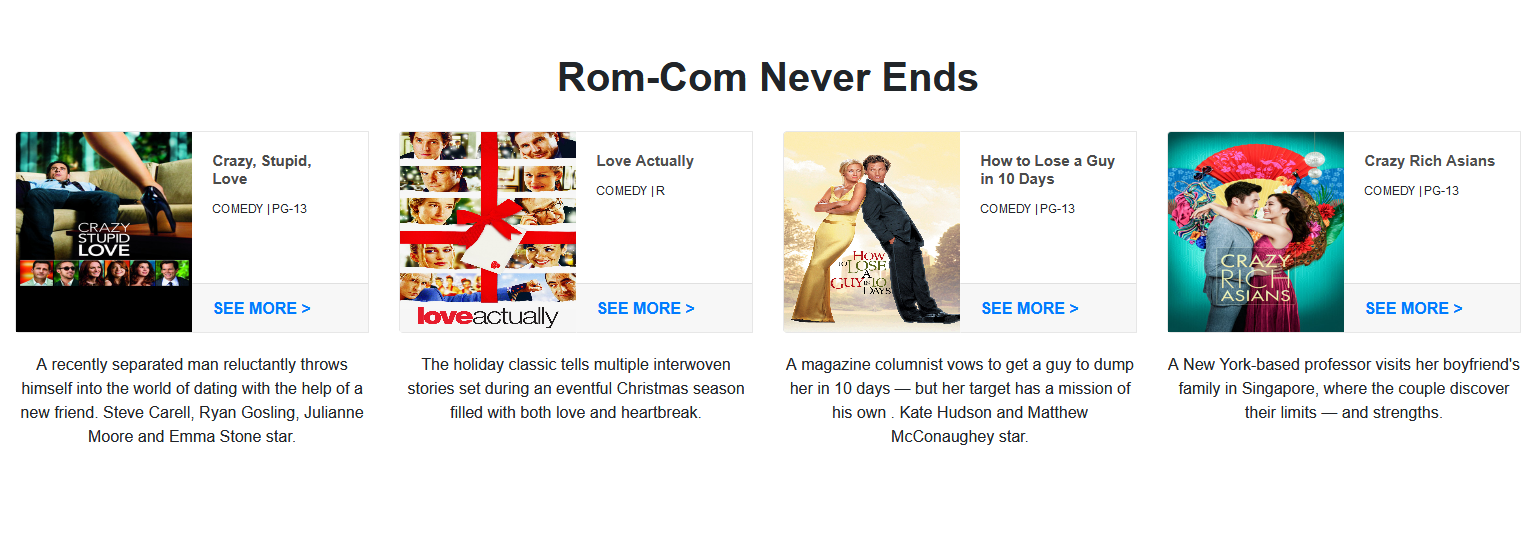 Rom-Com Never Ends
CRAZY
STUPID
LOVE
Crazy, Stupid,
Love
COMEDY | PG-13
SEE MORE >
A recently separated man reluctantly throws
himself into the world of dating with the help of a
new friend. Steve Carell, Ryan Gosling, Julianne
Moore and Emma Stone star.
loveactually
Love Actually
COMEDY | R
SEE MORE >
The holiday classic tells multiple interwoven
stories set during an eventful Christmas season
filled with both love and heartbreak.
HOW
TO LOSE
A
GUY IN 10
DAYS
How to Lose a Guy
in 10 Days
COMEDY | PG-13
SEE MORE >
A magazine columnist vows to get a guy to dump
her in 10 days — but her target has a mission of
his own . Kate Hudson and Matthew
McConaughey star.
CRAZY
RICH
ASIANS
Crazy Rich Asians
COMEDY | PG-13
SEE MORE >
A New York-based professor visits her boyfriend's
family in Singapore, where the couple discover
their limits — and strengths.